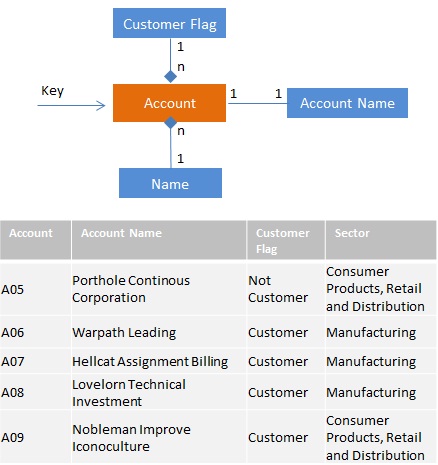 Customer Flag
1
n
Key
Account
1
1
Account Name
n
1
Name
Account Account Name Customer Flag Sector
A05 Porthole Continous Corporation Not Customer Consumer Products, Retail and Distribution
A06 Warpath Leading Customer Manufacturing
A07 Hellcat Assignment Billing Customer Manufacturing
A08 Lovelorn Technical Investment Customer Manufacturing
A09 Nobleman Improve Iconoculture Customer Consumer Products, Retail and Distribution